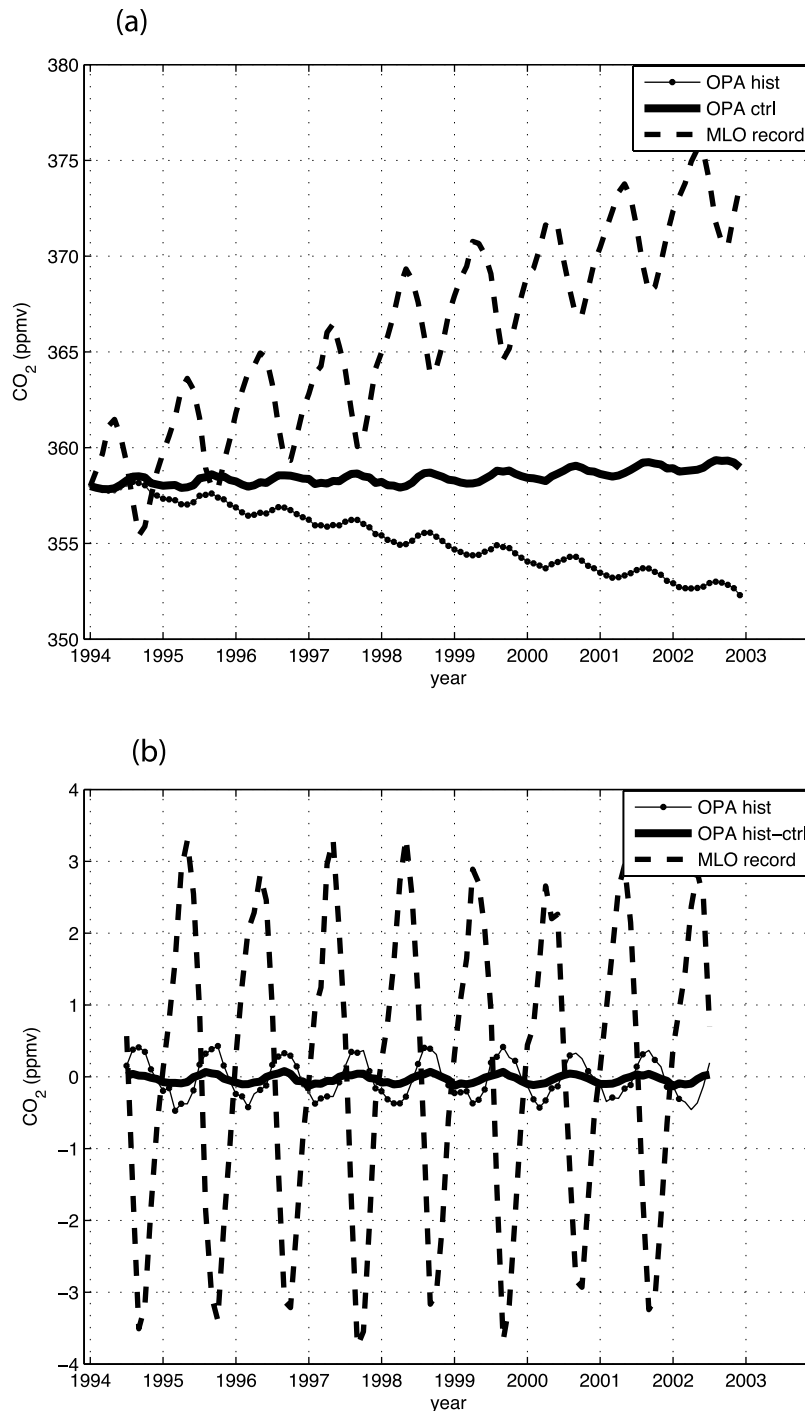 (a)
380
375
370
365
360
355
350
CO2 (ppmv)
OPA hist
OPA ctrl
MLO record
1994 1995 1996 1997 1998 1999 2000 2001 2002 2003
year
(b)
4
3
2
1
0
−1
−2
−3
−4
CO2 (ppmv)
OPA hist
OPA hist−ctrl
MLO record
1994 1995 1996 1997 1998 1999 2000 2001 2002 2003
year